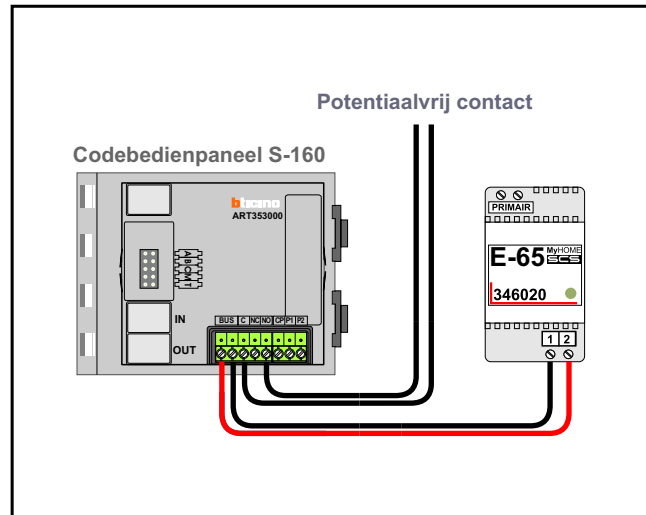 Potentiaalvrij contact
Codebedienpaneel S-160
bticino
ART353000
A B C M T
IN
OUT
BUS C NC NO CP P1 P2
PRIMAIR
E-65 MyHOME SCS
346020
1 2